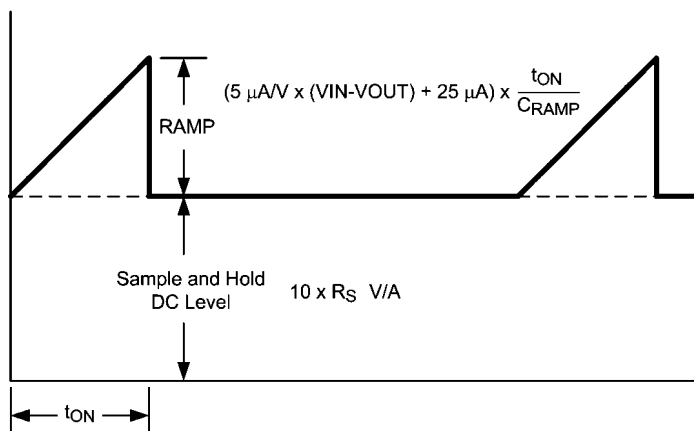 (5 μA/V x (VIN-VOUT) + 25 μA) x tON / CRAMP
RAMP
Sample and Hold
DC Level
10 x RS V/A
tON